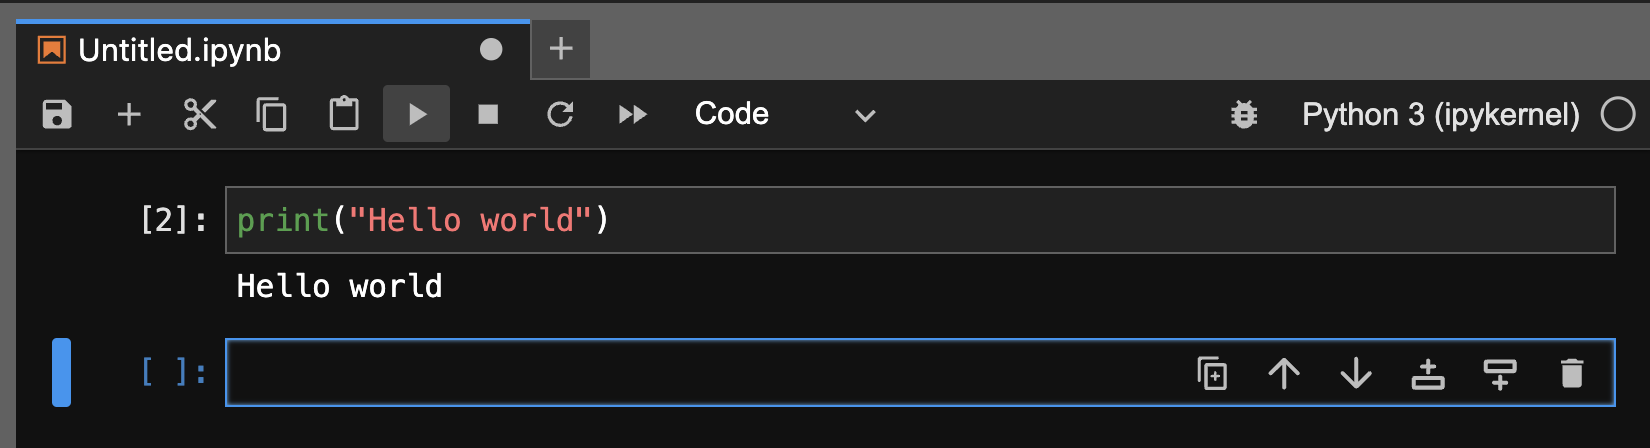 Untitled.ipynb
Code Python 3 (ipykernel)
[2]: print("Hello world")
Hello world
[ ]: